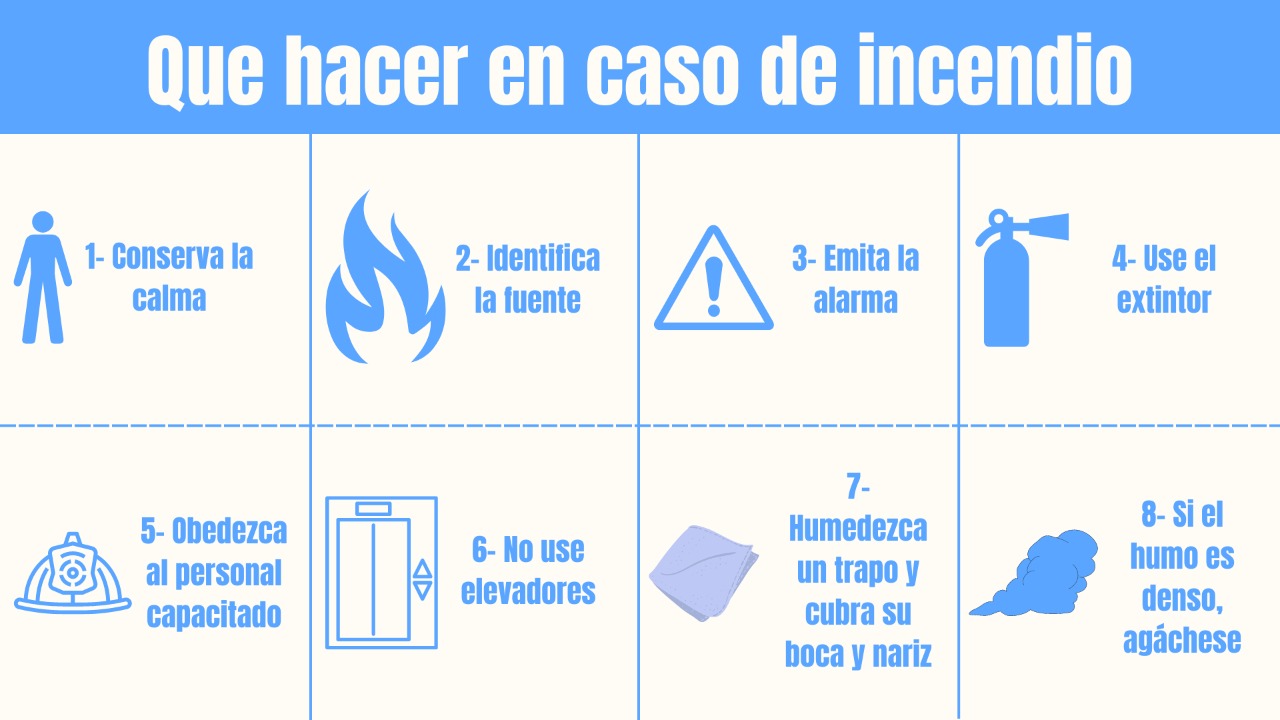 Que hacer en caso de incendio
1- Conserva la
calma
2- Identifica
la fuente
3- Emita la
alarma
4- Use el
extintor
5- Obedezca
al personal
capacitado
6- No use
elevadores
7-
Humedezca
un trapo y
cubra su
boca y nariz
8- Si el
humo es
denso,
agáchese